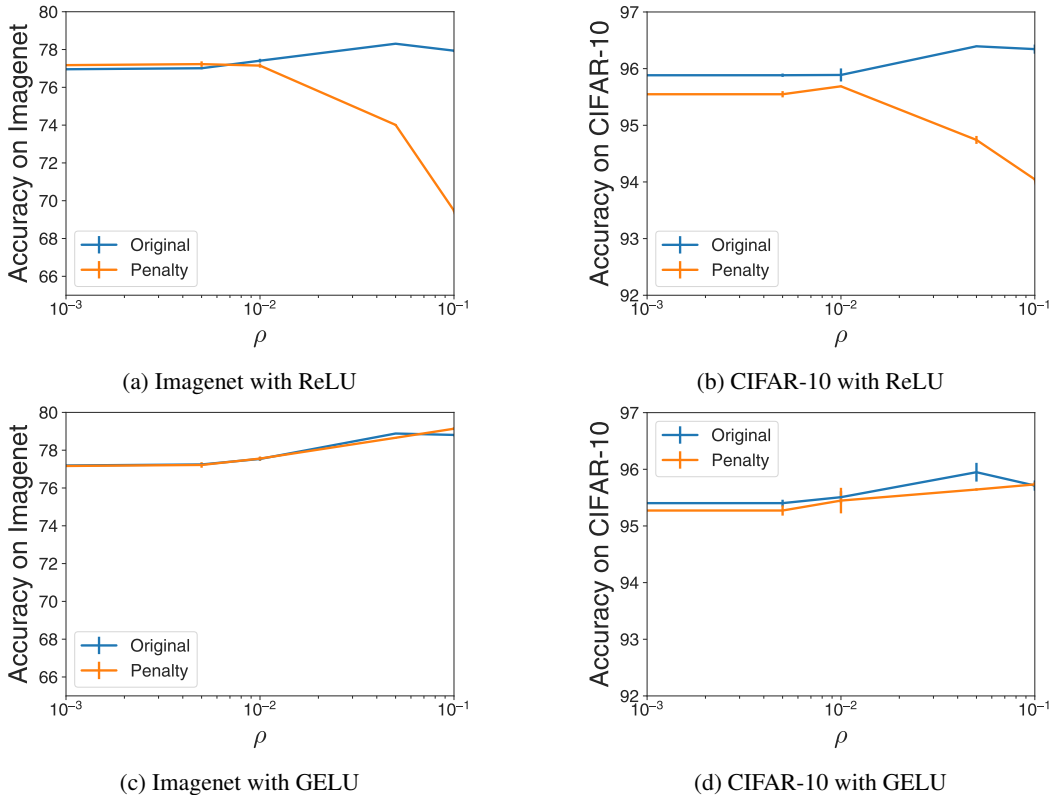 80
78
76
74
72
70
68
66
Accuracy on Imagenet
Original
Penalty
10⁻³
10⁻²
10⁻¹
ρ
(a) Imagenet with ReLU
97
96
95
94
93
92
Accuracy on CIFAR-10
Original
Penalty
10⁻³
10⁻²
10⁻¹
ρ
(b) CIFAR-10 with ReLU
80
78
76
74
72
70
68
66
Accuracy on Imagenet
Original
Penalty
10⁻³
10⁻²
10⁻¹
ρ
(c) Imagenet with GELU
97
96
95
94
93
92
Accuracy on CIFAR-10
Original
Penalty
10⁻³
10⁻²
10⁻¹
ρ
(d) CIFAR-10 with GELU